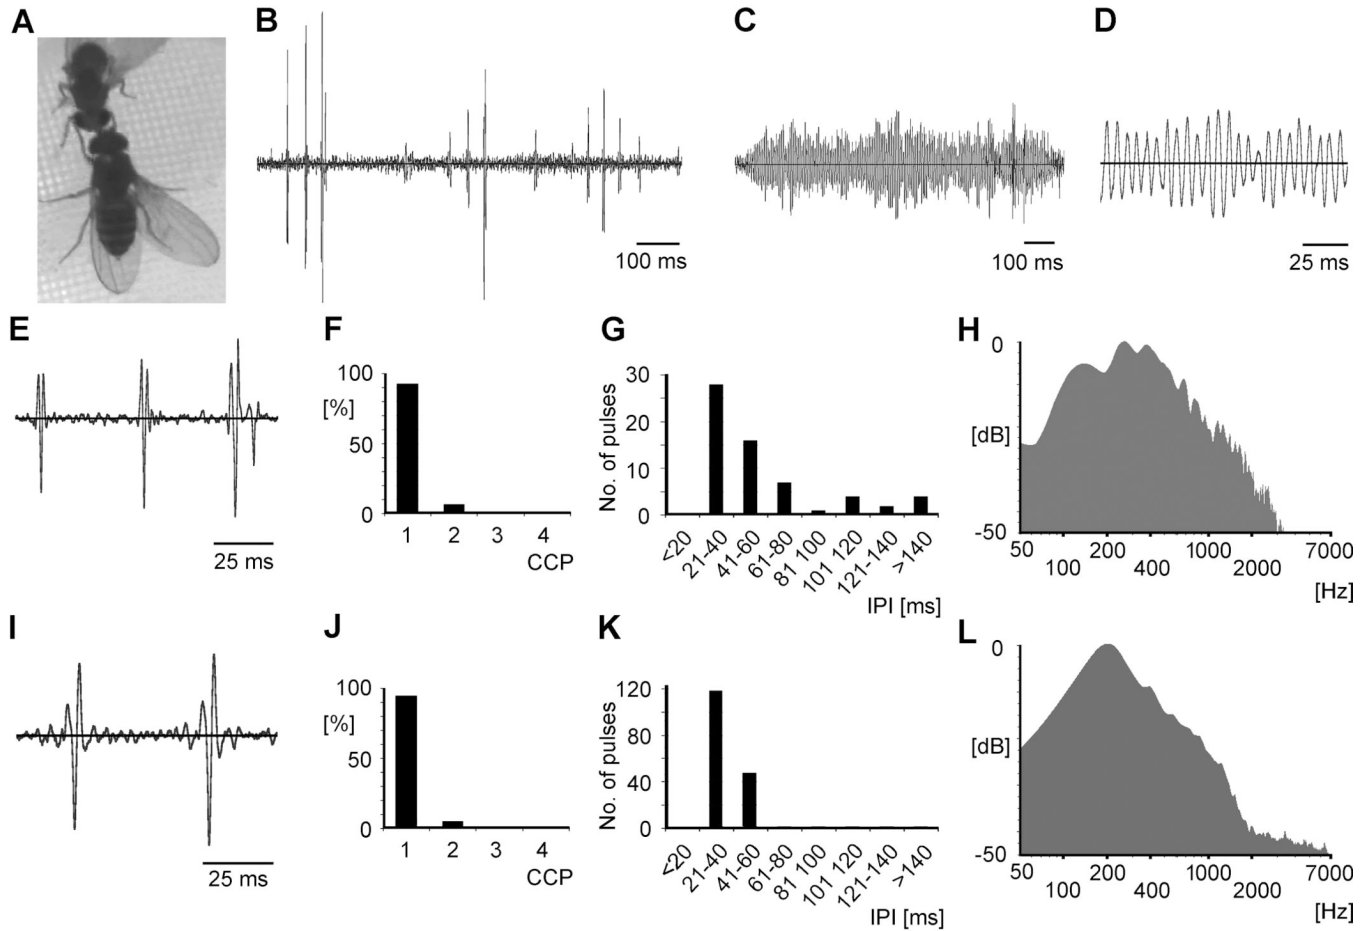 A B C D
100 ms 100 ms 25 ms
E F G H
100
[%]
50
0
1 2 3 4
CCP
25 ms
No. of pulses
30
20
10
0
<20 21-40 41-60 61-80 81 100 101 120 121-140 >140
IPI [ms]
0
[dB]
-50
50 100 200 400 1000 2000 7000
[Hz]
I J K L
100
[%]
50
0
1 2 3 4
CCP
25 ms
No. of pulses
120
80
40
0
<20 21-40 41-60 61-80 81 100 101 120 121-140 >140
IPI [ms]
0
[dB]
-50
50 100 200 400 1000 2000 7000
[Hz]